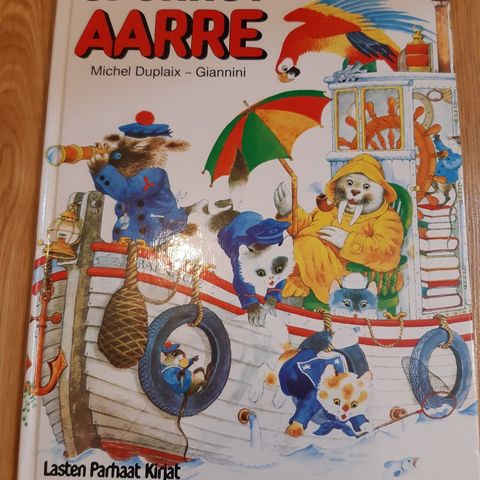 AARRE
Michel Duplaix – Giannini
Lasten Parhaat Kirjat